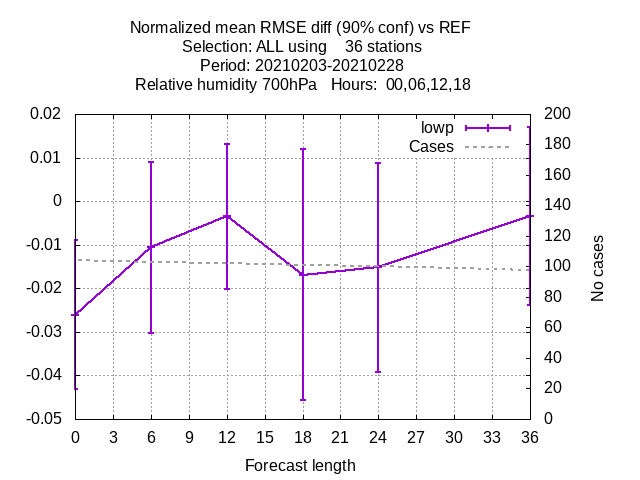 Normalized mean RMSE diff (90% conf) vs REF
Selection: ALL using    36 stations
Period: 20210203-20210228
Relative humidity 700hPa   Hours:  00,06,12,18
lowp
Cases
0.02
0.01
0
-0.01
-0.02
-0.03
-0.04
-0.05
200
180
160
140
120
100
80
60
40
20
0
No cases
0 3 6 9 12 15 18 21 24 27 30 33 36
Forecast length